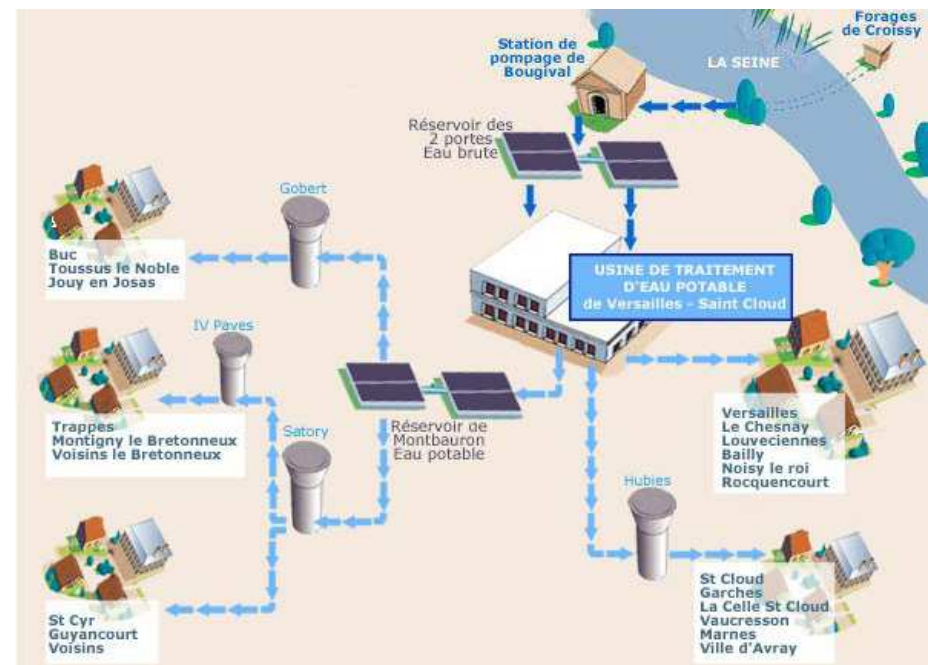 Forages
de Croissy
Station de
pompage de
Bougival
LA SEINE
Réservoir des
2 portes
Eau brute
Gobert
Buc
Toussus le Noble
Jouy en Josas
USINE DE TRAITEMENT
D'EAU POTABLE
de Versailles - Saint Cloud
IV Paves
Trappes
Montigny le Bretonneux
Voisins le Bretonneux
Satory
Réservoir de
Montbauron
Eau potable
Versailles
Le Chesnay
Louveciennes
Bailly
Noisy le roi
Rocquencourt
Hubies
St Cyr
Guyancourt
Voisins
St Cloud
Garches
La Celle St Cloud
Vaucresson
Marnes
Ville d'Avray